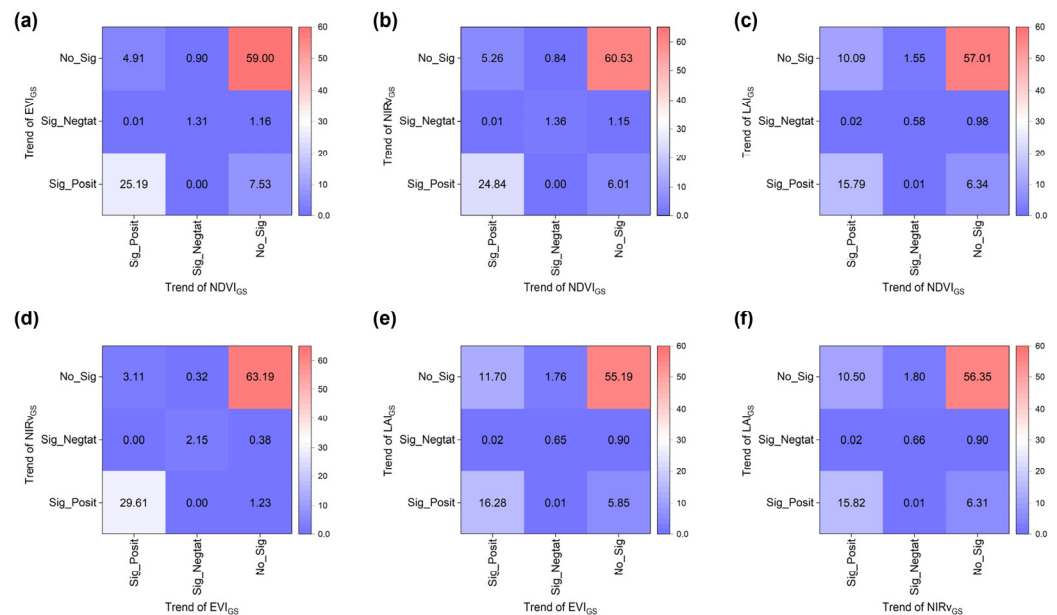 (a)
60
50
40
30
20
10
0.0
No_Sig 4.91 0.90 59.00
Sig_Negtat 0.01 1.31 1.16
Sig_Posit 25.19 0.00 7.53
Trend of EVIGS
Sg_Posit
Sig_Negtat
No_Sig
Trend of NDVIGS
(b)
60
50
40
30
20
10
0.0
No_Sig 5.26 0.84 60.53
Sig_Negtat 0.01 1.36 1.15
Sig_Posit 24.84 0.00 6.01
Trend of NIRvGS
Sig_Posit
Sig_Negtat
No_Sig
Trend of NDVIGS
(c)
60
50
40
30
20
10
0.0
No_Sig 10.09 1.55 57.01
Sig_Negtat 0.02 0.58 0.98
Sig_Posit 15.79 0.01 6.34
Trend of LAIGS
Sig_Posit
Sig_Negtat
No_Sig
Trend of NDVIGS
(d)
60
50
40
30
20
10
0.0
No_Sig 3.11 0.32 63.19
Sig_Negtat 0.00 2.15 0.38
Sig_Posit 29.61 0.00 1.23
Trend of NIRvGS
Sig_Posit
Sig_Negtat
No_Sig
Trend of EVIGS
(e)
60
50
40
30
20
10
0.0
No_Sig 11.70 1.76 55.19
Sig_Negtat 0.02 0.65 0.90
Sig_Posit 16.28 0.01 5.85
Trend of LAIGS
Sig_Posit
Sig_Negtat
No_Sig
Trend of EVIGS
(f)
60
50
40
30
20
10
0.0
No_Sig 10.50 1.80 56.35
Sig_Negtat 0.02 0.66 0.90
Sig_Posit 15.82 0.01 6.31
Trend of LAIGS
Sig_Posit
Sig_Negtat
No_Sig
Trend of NIRvGS